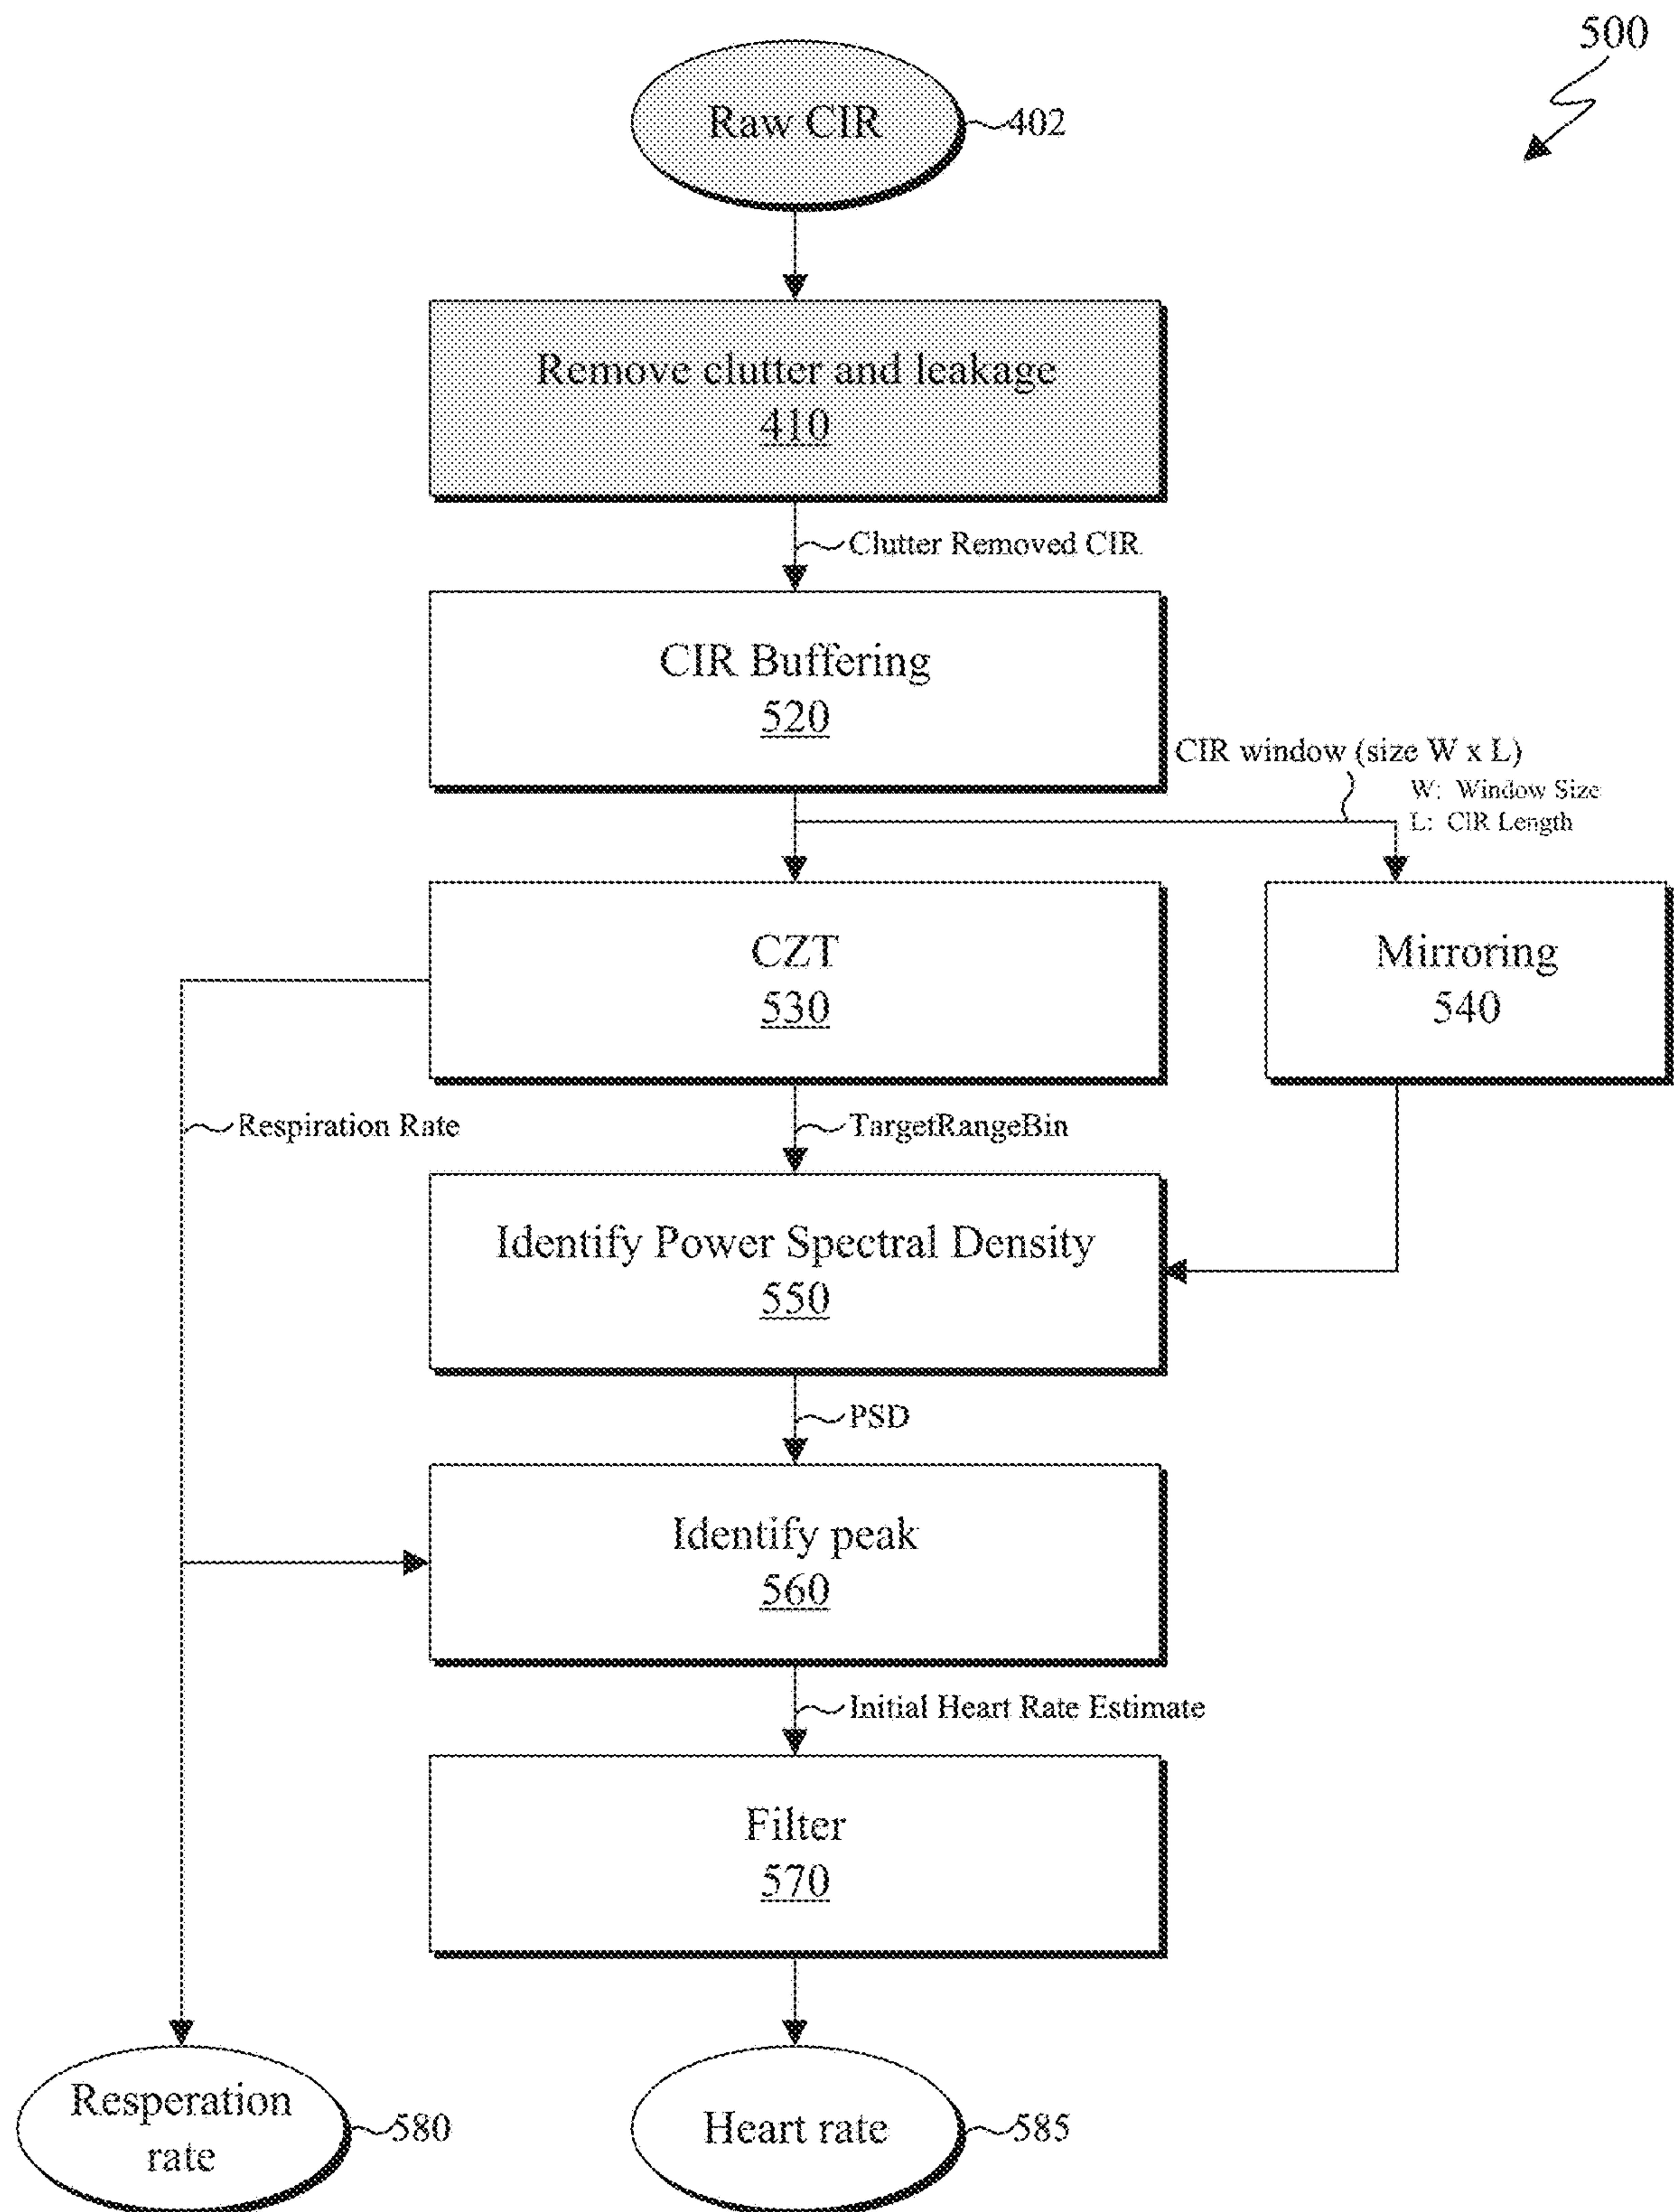 500
Raw CIR
402
Remove clutter and leakage
410
Clutter Removed CIR
CIR Buffering
520
CIR window (size W x L)
W: Window Size
L: CIR Length
CZT
530
Mirroring
540
Respiration Rate
TargetRangeBin
Identify Power Spectral Density
550
PSD
Identify peak
560
Initial Heart Rate Estimate
Filter
570
Resperation
rate
580
Heart rate
585